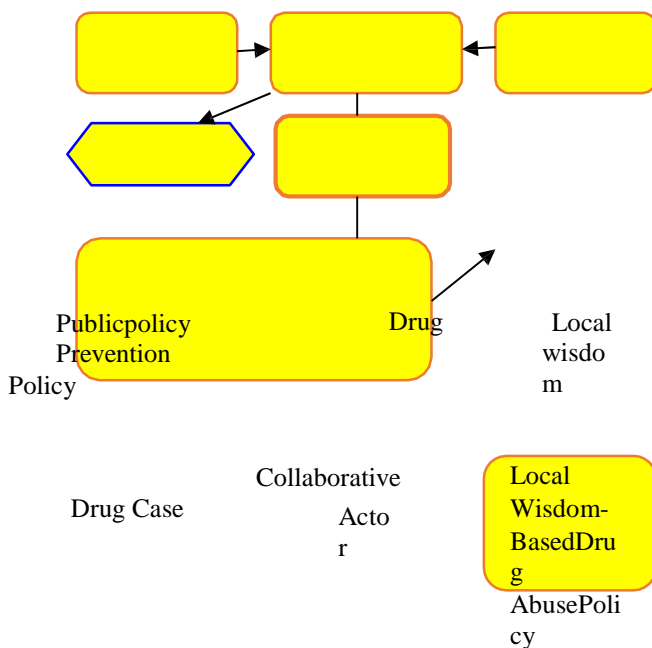 Publicpolicy Drug Local
Prevention wisdo
Policy m
Collaborative Local
Drug Case Acto Wisdom-
r BasedDru
g
AbusePoli
cy